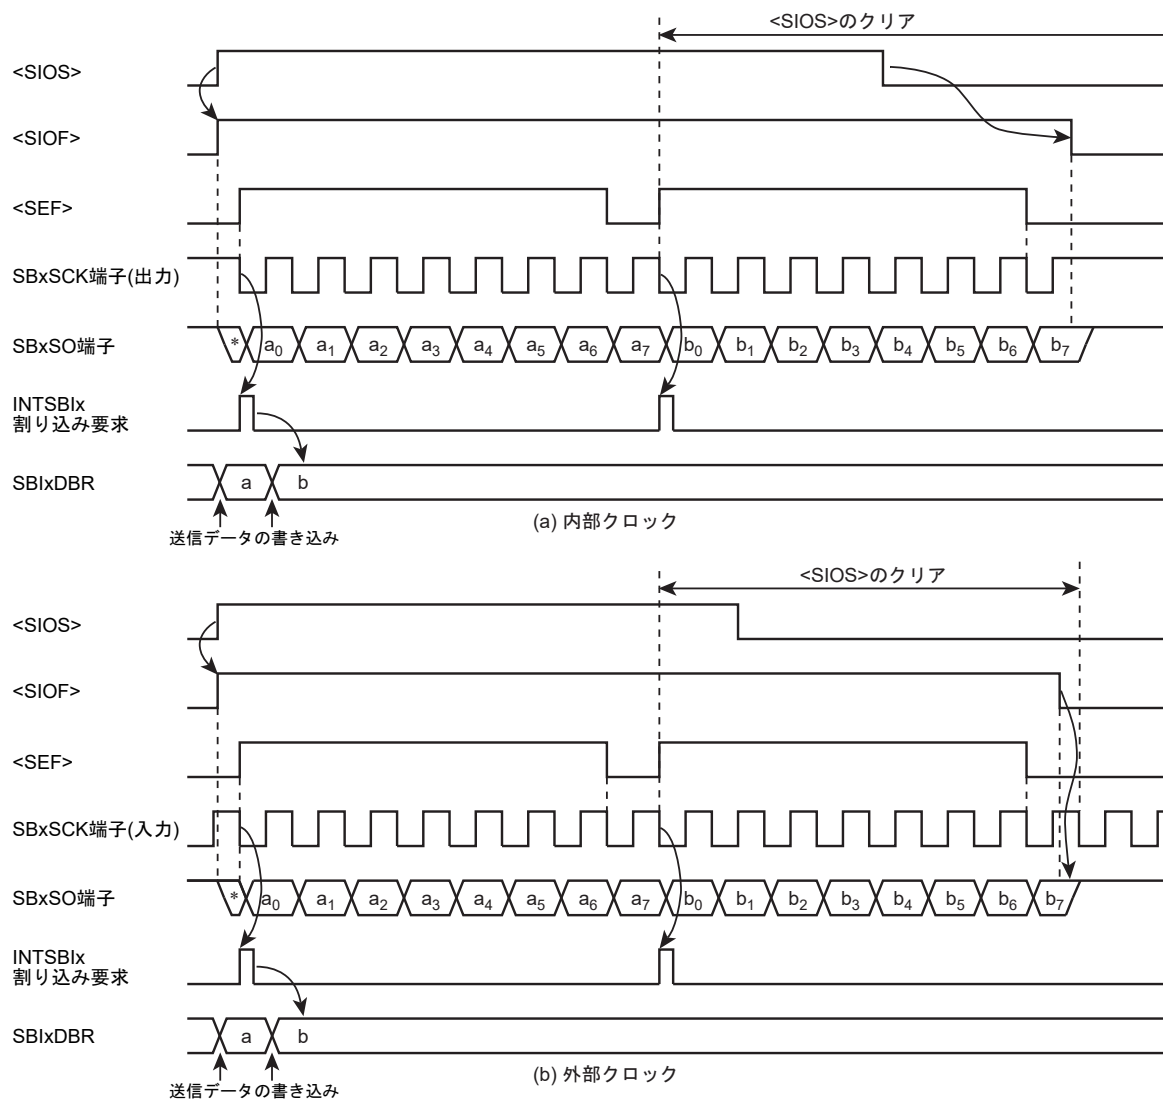 <SIOS>のクリア
<SIOS>
<SIOF>
<SEF>
SBxSCK端子(出力)
SBxSO端子 * a0 a1 a2 a3 a4 a5 a6 a7 b0 b1 b2 b3 b4 b5 b6 b7
INTSBIx
割り込み要求
SBIxDBR a b
送信データの書き込み
(a) 内部クロック
<SIOS>のクリア
<SIOS>
<SIOF>
<SEF>
SBxSCK端子(入力)
SBxSO端子 * a0 a1 a2 a3 a4 a5 a6 a7 b0 b1 b2 b3 b4 b5 b6 b7
INTSBIx
割り込み要求
SBIxDBR a b
送信データの書き込み
(b) 外部クロック